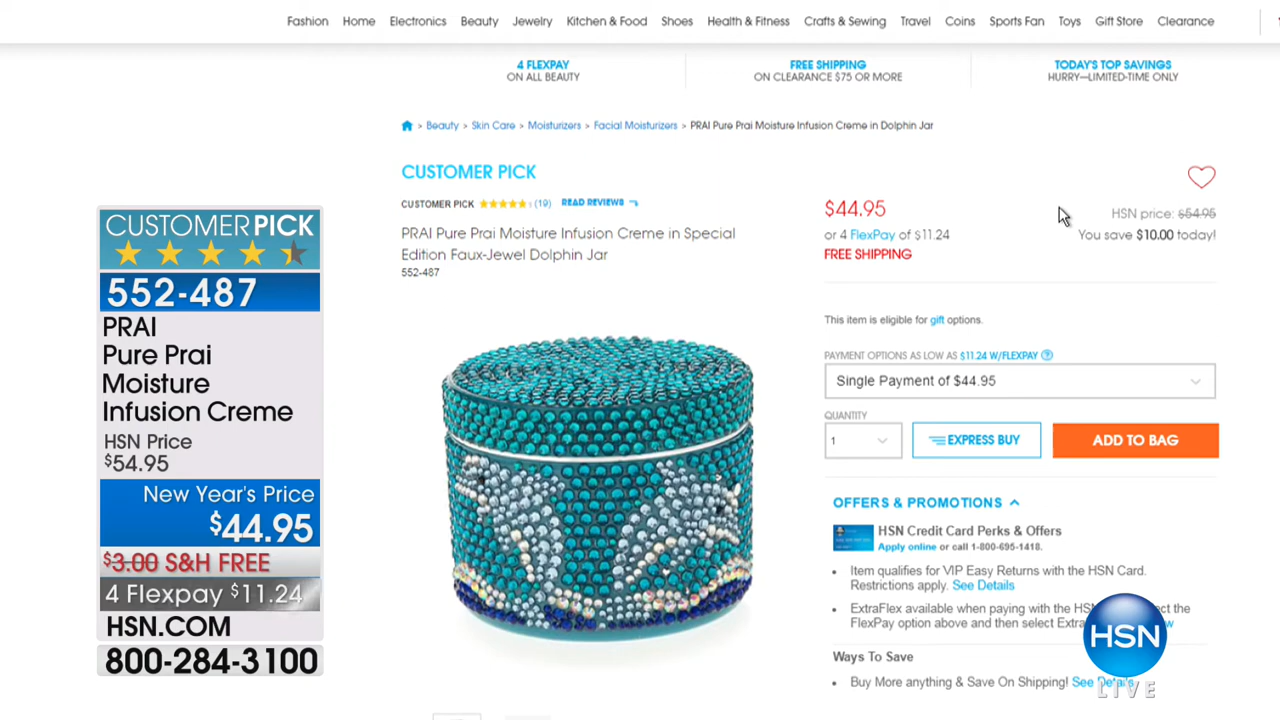 Fashion Home Electronics Beauty Jewelry Kitchen & Food Shoes Health & Fitness Crafts & Sewing Travel Coins Sports Fan Toys Gift Store Clearance
4 FLEXPAY
ON ALL BEAUTY
FREE SHIPPING
ON CLEARANCE $75 OR MORE
TODAY'S TOP SAVINGS
HURRY—LIMITED-TIME ONLY
> Beauty > Skin Care > Moisturizers > Facial Moisturizers > PRAI Pure Prai Moisture Infusion Creme in Dolphin Jar
CUSTOMERPICK
552-487
PRAI
Pure Prai
Moisture
Infusion Creme
HSN Price
$54.95
New Year's Price
$44.95
$3.00 S&H FREE
4 Flexpay $11.24
HSN.COM
800-284-3100
CUSTOMER PICK
CUSTOMER PICK (19) READ REVIEWS
PRAI Pure Prai Moisture Infusion Creme in Special
Edition Faux-Jewel Dolphin Jar
552-487
$44.95
or 4 FlexPay of $11.24
FREE SHIPPING
HSN price: $54.95
You save $10.00 today!
This item is eligible for gift options.
PAYMENT OPTIONS AS LOW AS $11.24 W/FLEXPAY ?
Single Payment of $44.95
QUANTITY
1
EXPRESS BUY
ADD TO BAG
OFFERS & PROMOTIONS
HSN Credit Card Perks & Offers
Apply online or call 1-800-695-1418.
• Item qualifies for VIP Easy Returns with the HSN Card.
Restrictions apply. See Details
• ExtraFlex available when paying with the the
FlexPay option above and then select
Ways To Save
• Buy More anything & Save On Shipping! See Details
HSN
LIVE